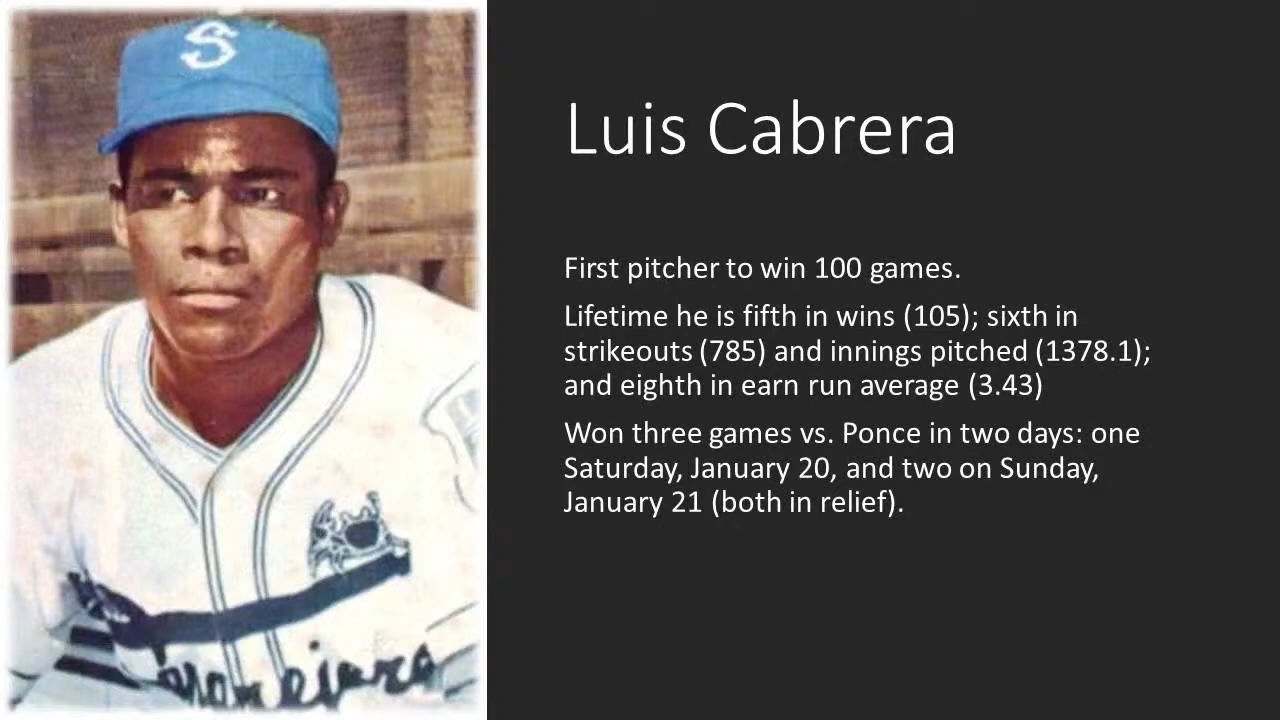 S
Luis Cabrera
First pitcher to win 100 games.
Lifetime he is fifth in wins (105); sixth in
strikeouts (785) and innings pitched (1378.1);
and eighth in earn run average (3.43)
Won three games vs. Ponce in two days: one
Saturday, January 20, and two on Sunday,
January 21 (both in relief).